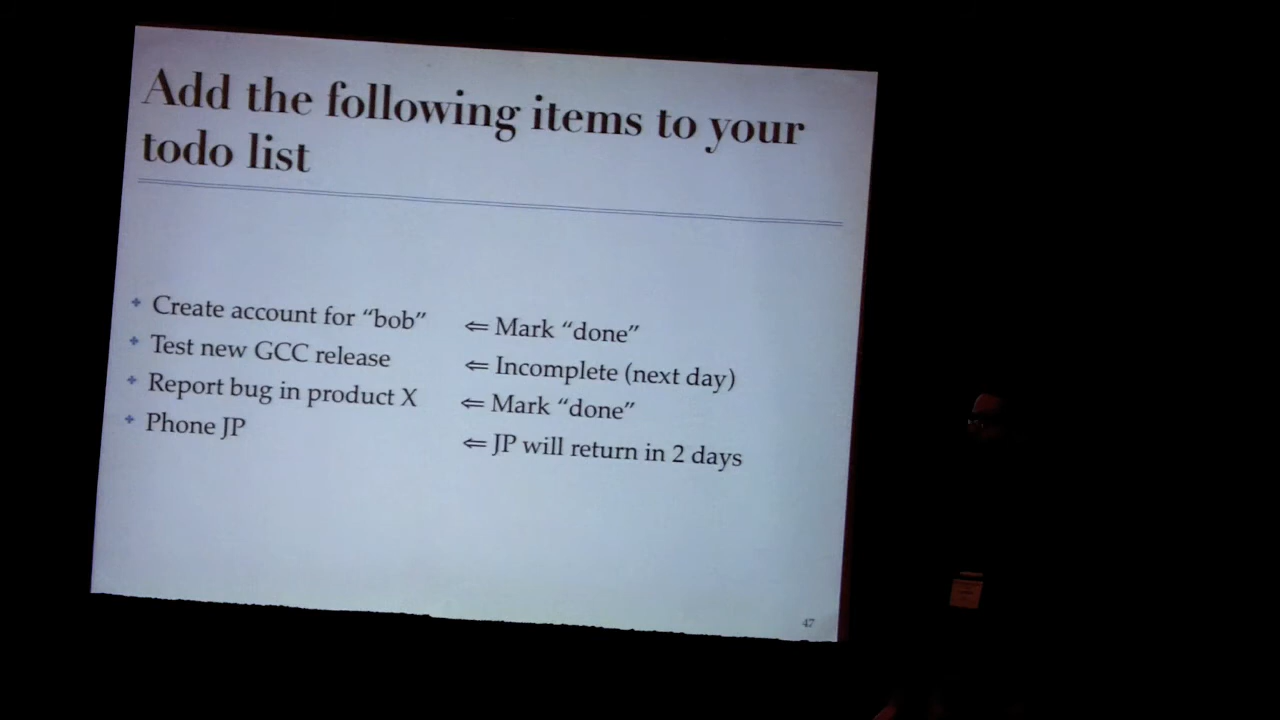 Add the following items to your
todo list
Create account for “bob” ⇐ Mark “done”
Test new GCC release ⇐ Incomplete (next day)
Report bug in product X ⇐ Mark “done”
Phone JP ⇐ JP will return in 2 days
47